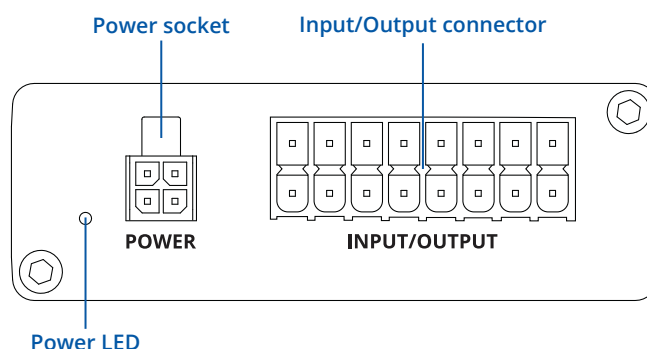 Power socket
Input/Output connector
POWER
INPUT/OUTPUT
Power LED